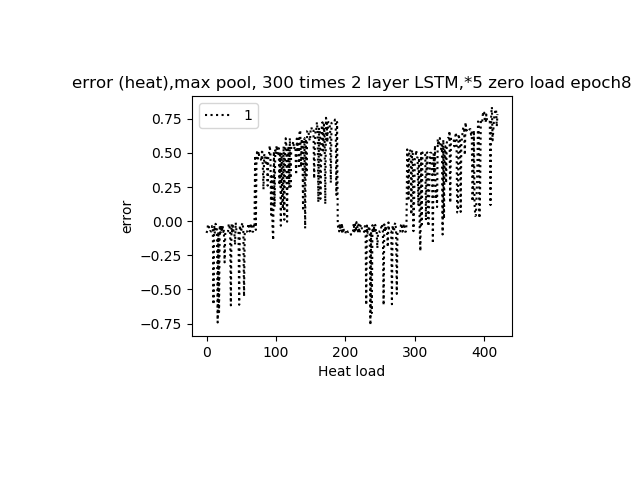 error (heat),max pool, 300 times 2 layer LSTM,*5 zero load epoch8
1
0.75
0.50
0.25
0.00
−0.25
−0.50
−0.75
error
0 100 200 300 400
Heat load